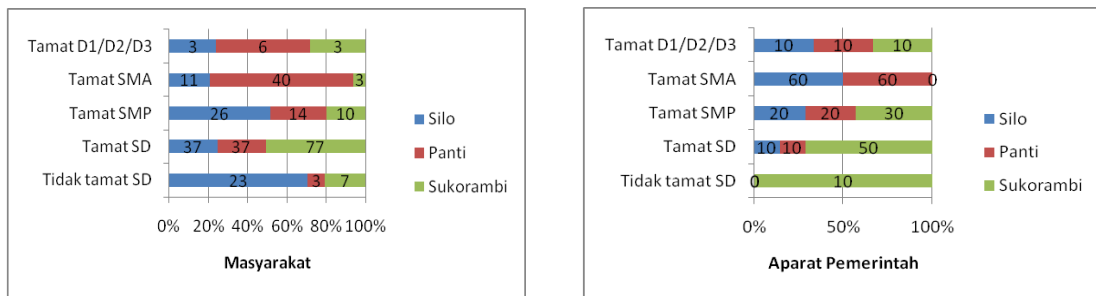 Tamat D1/D2/D3 3 6 3
Tamat SMA 11 40 3
Tamat SMP 26 14 10
Tamat SD 37 37 77
Tidak tamat SD 23 3 7
0% 20% 40% 60% 80% 100%
Masyarakat
Silo
Panti
Sukorambi
Tamat D1/D2/D3 10 10 10
Tamat SMA 60 60 0
Tamat SMP 20 20 30
Tamat SD 10 10 50
Tidak tamat SD 0 10
0% 50% 100%
Aparat Pemerintah
Silo
Panti
Sukorambi